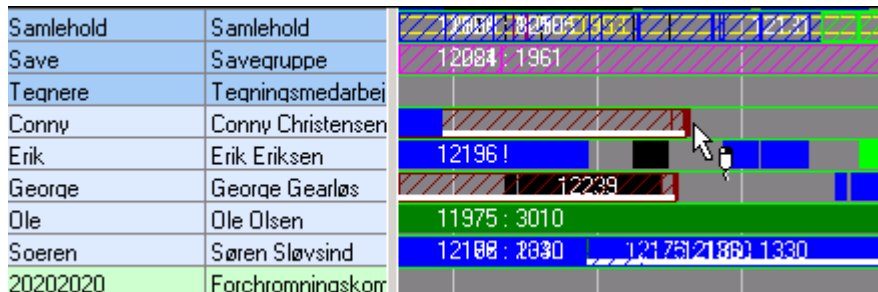 Samlehold Samlehold
Save Savegruppe : 1961
Tegnere Tegningsmedarbej
Conny Conny Christensen
Erik Erik Eriksen 12196!
George George Gearløs 12239
Ole Ole Olsen 11975 : 3010
Soeren Søren Sløvsind 1330
20202020 Forchromningskom